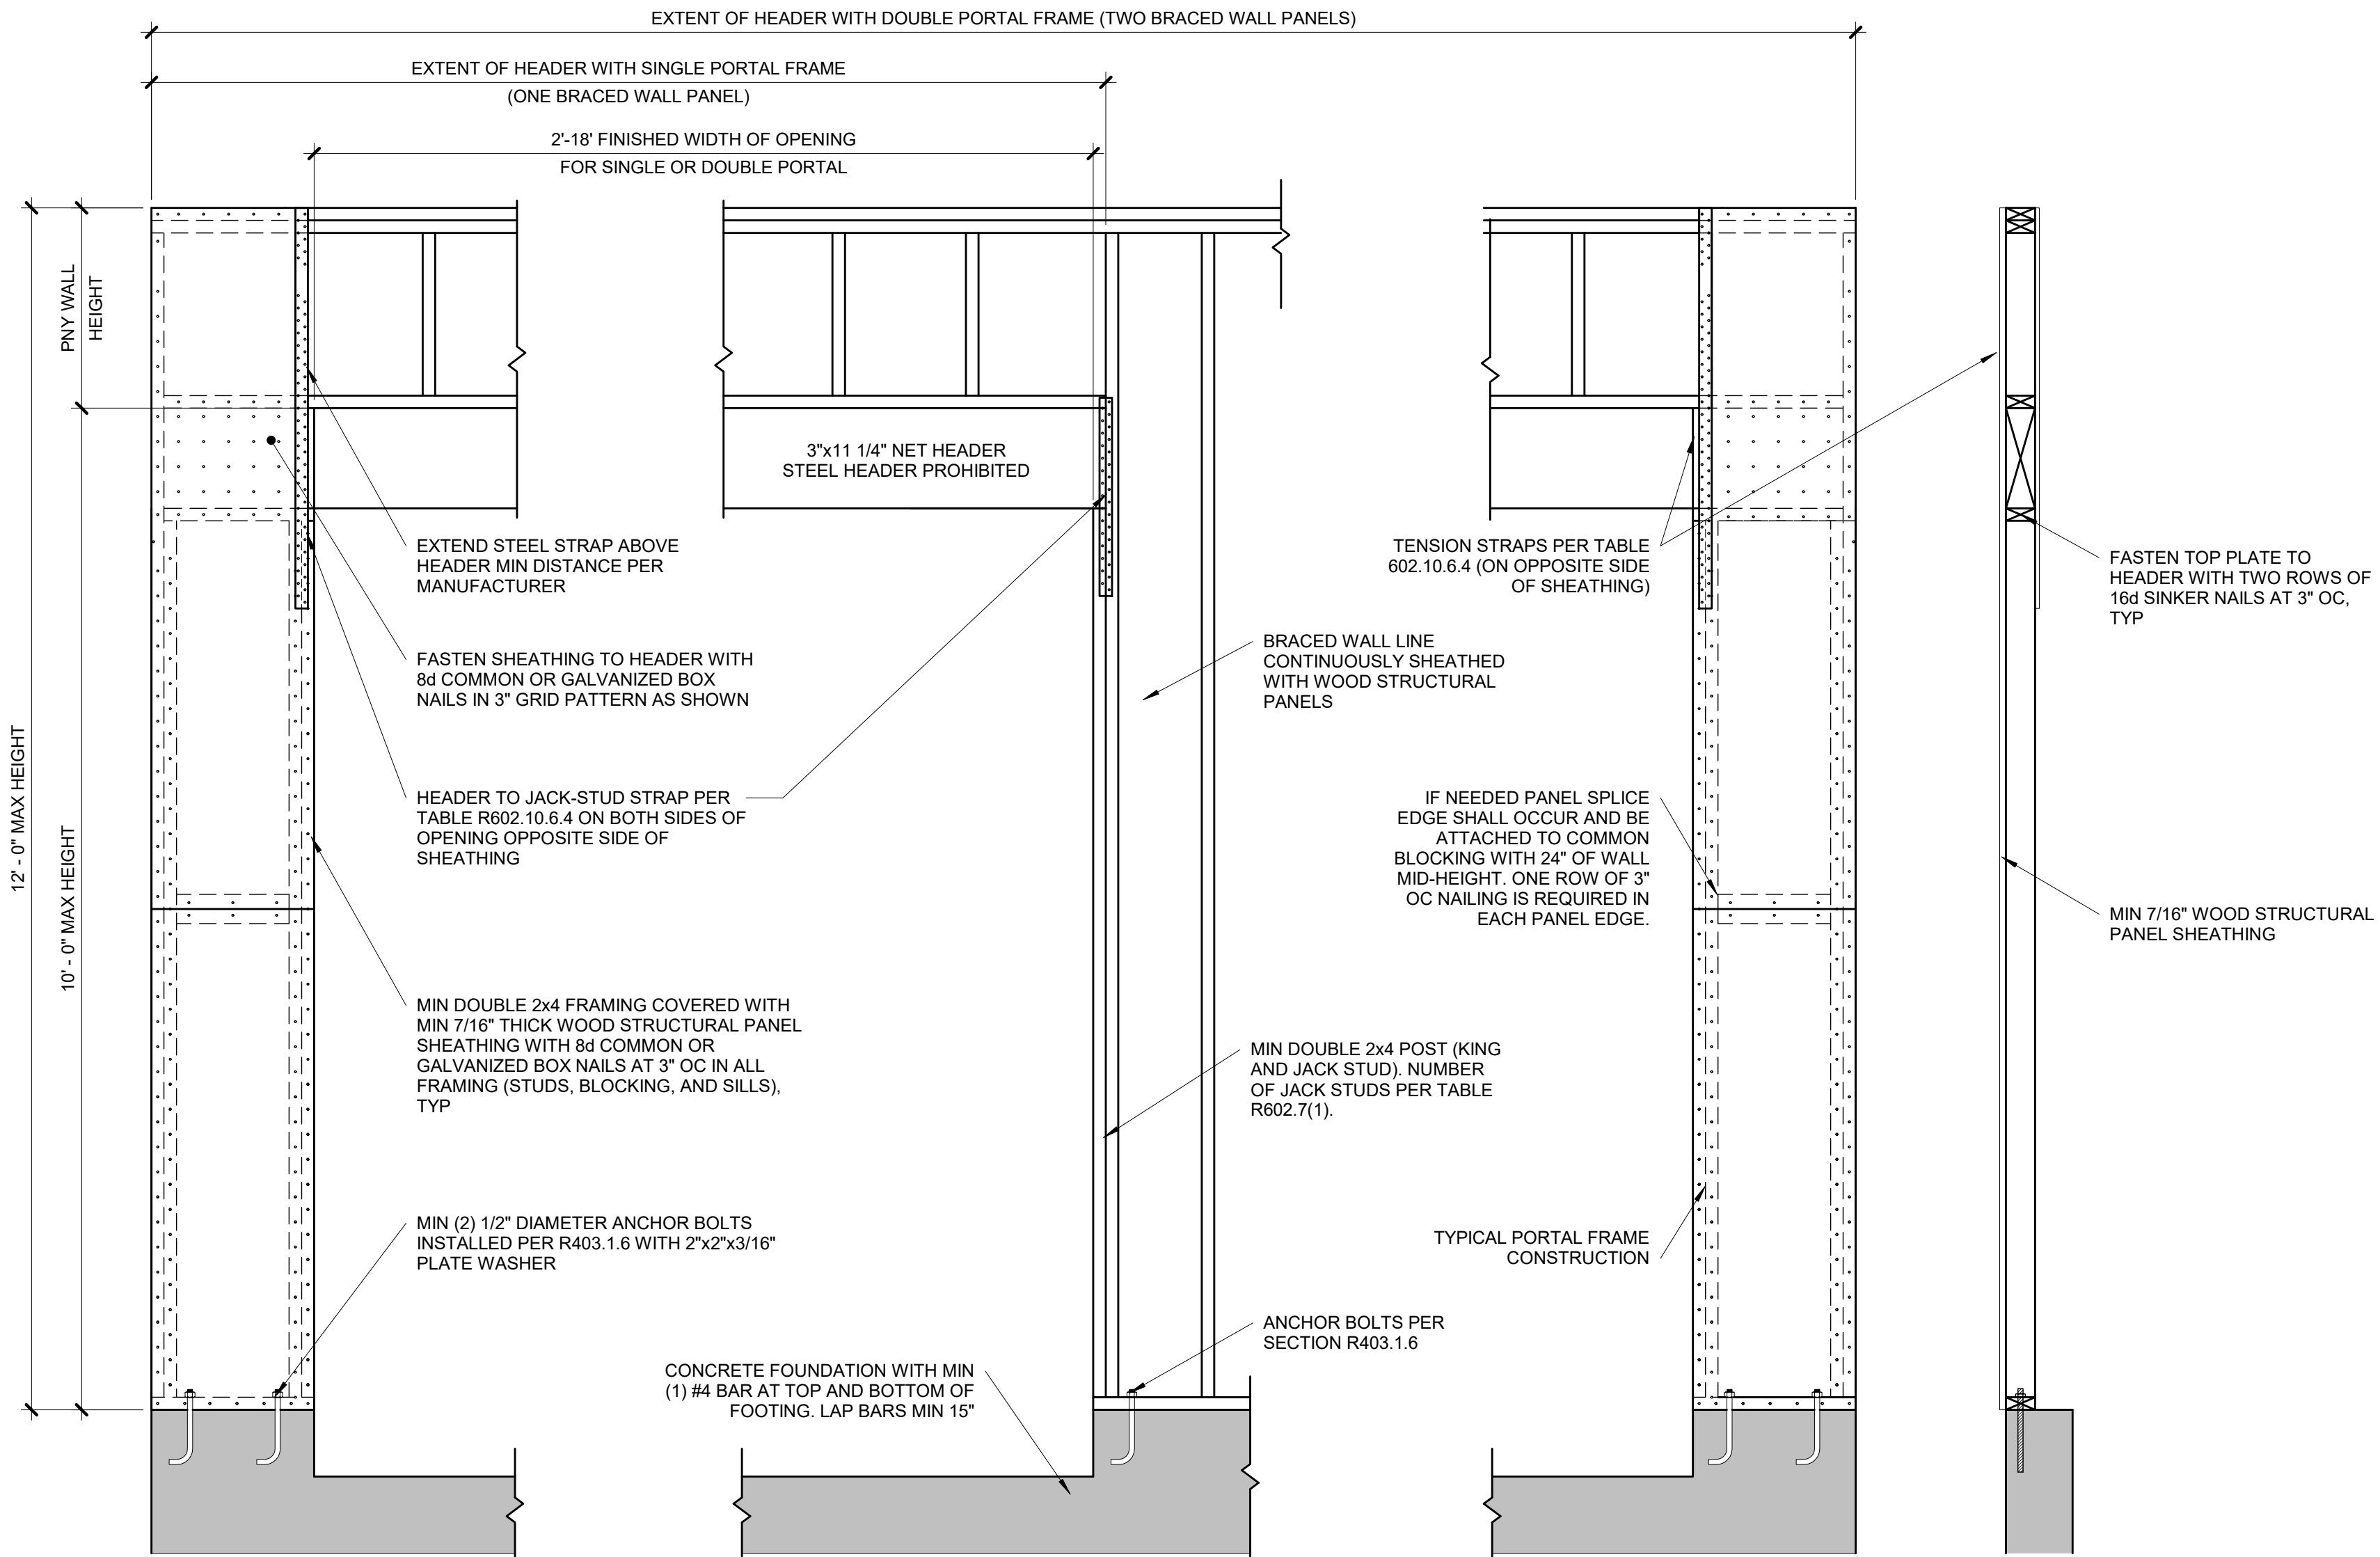 EXTENT OF HEADER WITH DOUBLE PORTAL FRAME (TWO BRACED WALL PANELS)
EXTENT OF HEADER WITH SINGLE PORTAL FRAME
(ONE BRACED WALL PANEL)
2'-18' FINISHED WIDTH OF OPENING
FOR SINGLE OR DOUBLE PORTAL
PNY WALL
HEIGHT
12' - 0" MAX HEIGHT
10' - 0" MAX HEIGHT
3"x11 1/4" NET HEADER
STEEL HEADER PROHIBITED
EXTEND STEEL STRAP ABOVE
HEADER MIN DISTANCE PER
MANUFACTURER
FASTEN SHEATHING TO HEADER WITH
8d COMMON OR GALVANIZED BOX
NAILS IN 3" GRID PATTERN AS SHOWN
HEADER TO JACK-STUD STRAP PER
TABLE R602.10.6.4 ON BOTH SIDES OF
OPENING OPPOSITE SIDE OF
SHEATHING
MIN DOUBLE 2x4 FRAMING COVERED WITH
MIN 7/16" THICK WOOD STRUCTURAL PANEL
SHEATHING WITH 8d COMMON OR
GALVANIZED BOX NAILS AT 3" OC IN ALL
FRAMING (STUDS, BLOCKING, AND SILLS),
TYP
MIN (2) 1/2" DIAMETER ANCHOR BOLTS
INSTALLED PER R403.1.6 WITH 2"x2"x3/16"
PLATE WASHER
CONCRETE FOUNDATION WITH MIN
(1) #4 BAR AT TOP AND BOTTOM OF
FOOTING. LAP BARS MIN 15"
BRACED WALL LINE
CONTINUOUSLY SHEATHED
WITH WOOD STRUCTURAL
PANELS
MIN DOUBLE 2x4 POST (KING
AND JACK STUD). NUMBER
OF JACK STUDS PER TABLE
R602.7(1).
ANCHOR BOLTS PER
SECTION R403.1.6
TENSION STRAPS PER TABLE
602.10.6.4 (ON OPPOSITE SIDE
OF SHEATHING)
IF NEEDED PANEL SPLICE
EDGE SHALL OCCUR AND BE
ATTACHED TO COMMON
BLOCKING WITH 24" OF WALL
MID-HEIGHT. ONE ROW OF 3"
OC NAILING IS REQUIRED IN
EACH PANEL EDGE.
TYPICAL PORTAL FRAME
CONSTRUCTION
FASTEN TOP PLATE TO
HEADER WITH TWO ROWS OF
16d SINKER NAILS AT 3" OC,
TYP
MIN 7/16" WOOD STRUCTURAL
PANEL SHEATHING